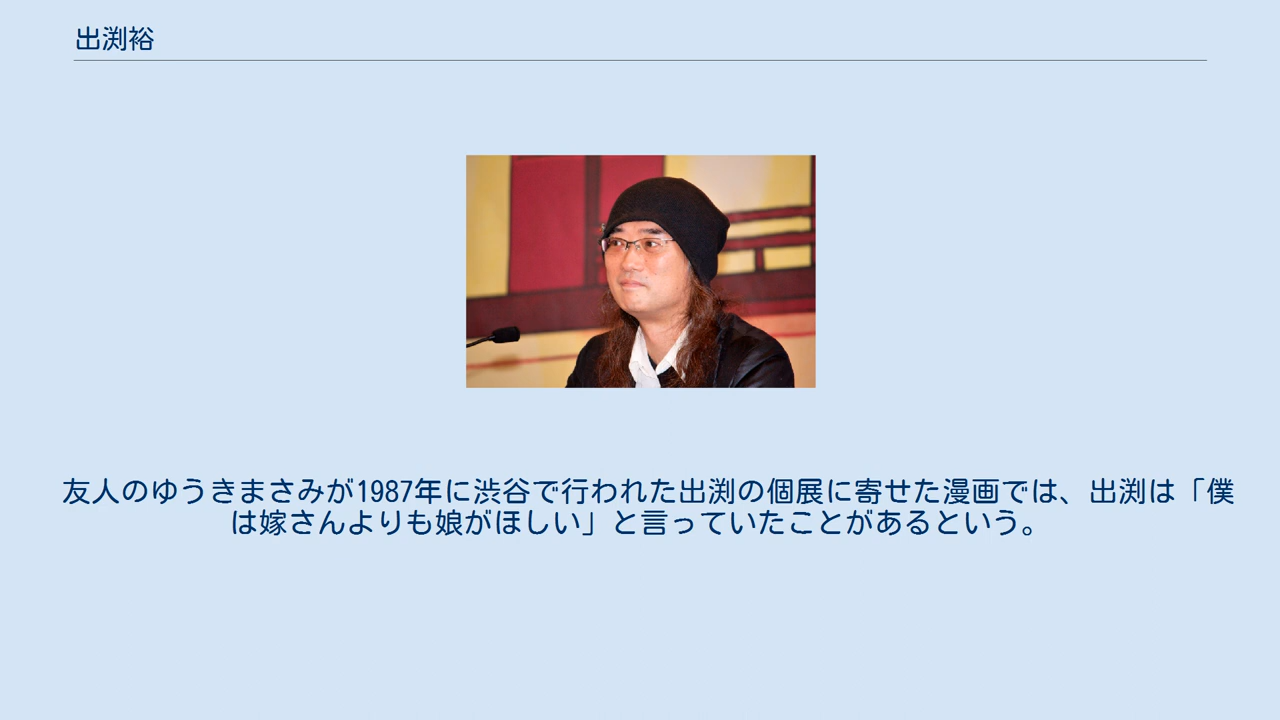 出渕裕
友人のゆうきまさみが1987年に渋谷で行われた出渕の個展に寄せた漫画では、出渕は「僕
は嫁さんよりも娘がほしい」と言っていたことがあるという。